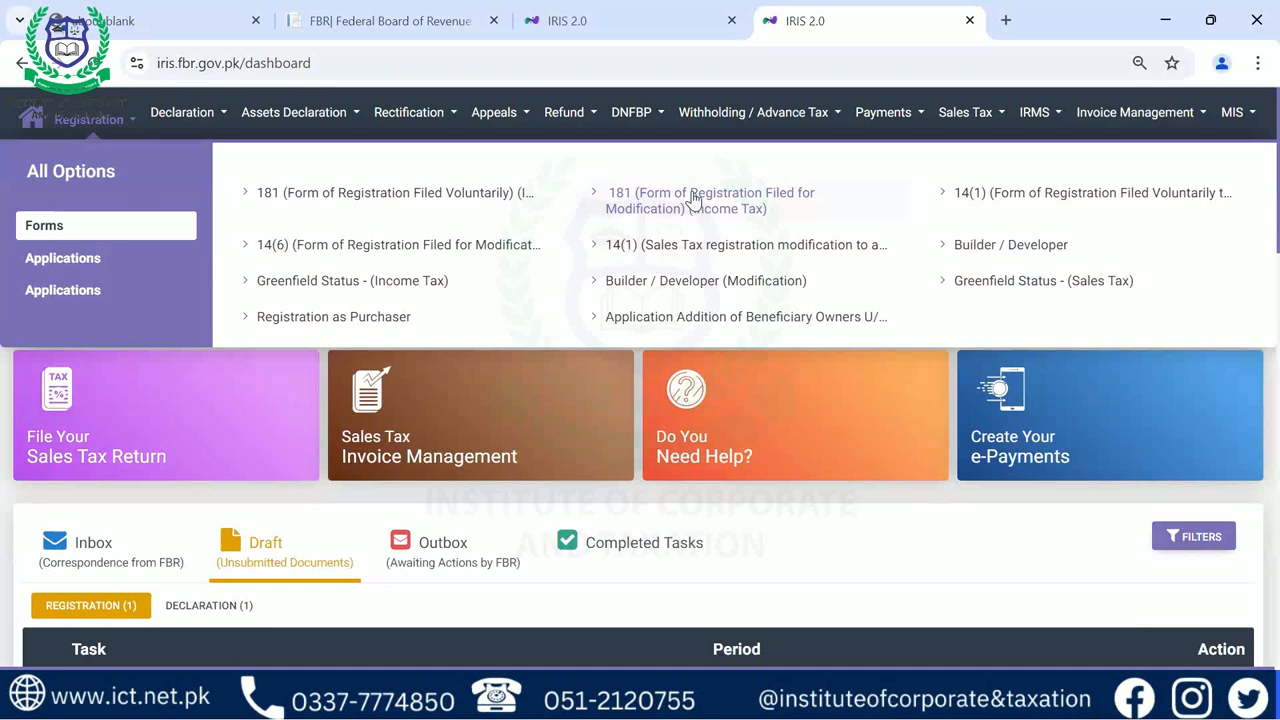 FBR| Federal Board of Revenue
IRIS 2.0
IRIS 2.0
iris.fbr.gov.pk/dashboard
Registration
Declaration
Assets Declaration
Rectification
Appeals
Refund
DNFBP
Withholding / Advance Tax
Payments
Sales Tax
IRMS
Invoice Management
MIS
All Options
Forms
Applications
Applications
181 (Form of Registration Filed Voluntarily) (I...
181 (Form of Registration Filed for
Modification) (Income Tax)
14(1) (Form of Registration Filed Voluntarily t...
14(6) (Form of Registration Filed for Modificat...
14(1) (Sales Tax registration modification to a...
Builder / Developer
Greenfield Status - (Income Tax)
Builder / Developer (Modification)
Greenfield Status - (Sales Tax)
Registration as Purchaser
Application Addition of Beneficiary Owners U/...
TAX
File Your
Sales Tax Return
Sales Tax
Invoice Management
Do You
Need Help?
Create Your
e-Payments
INSTITUTE OF CORPORATE
AND TAXATION
Inbox
(Correspondence from FBR)
Draft
(Unsubmitted Documents)
Outbox
(Awaiting Actions by FBR)
Completed Tasks
FILTERS
REGISTRATION (1)
DECLARATION (1)
Task
Period
Action
www.ict.net.pk
0337-7774850
051-2120755
@instituteofcorporate&taxation